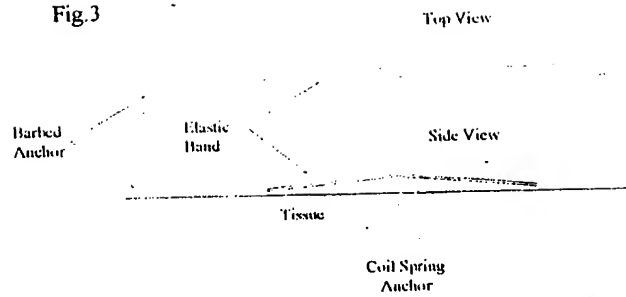 Fig.3
Top View
Barbed
Anchor
Elastic
Band
Side View
Tissue
Coil Spring
Anchor